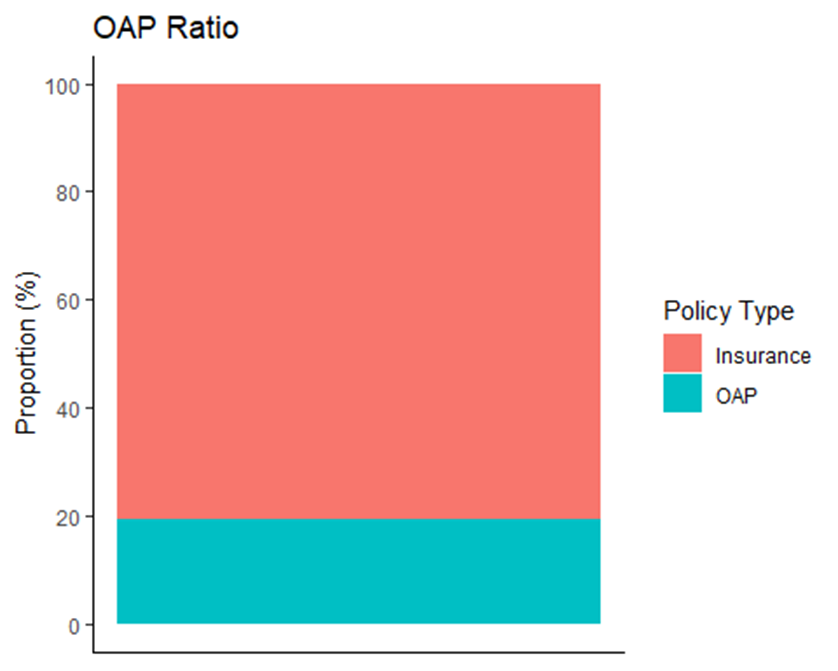 OAP Ratio
Proportion (%)
100
80
60
40
20
0
Policy Type
Insurance
OAP